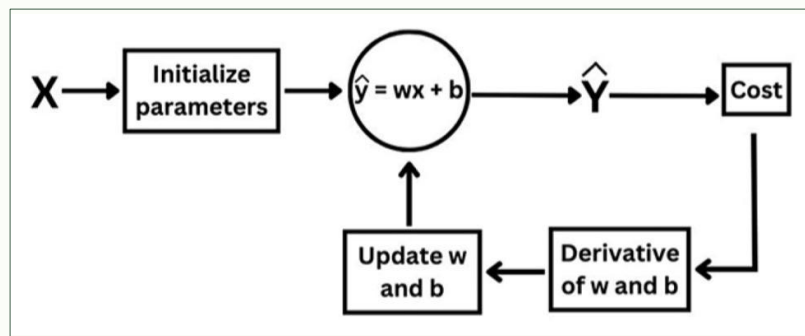 X
Initialize
parameters
ŷ = wx + b
Ŷ
Cost
Update w
and b
Derivative
of w and b